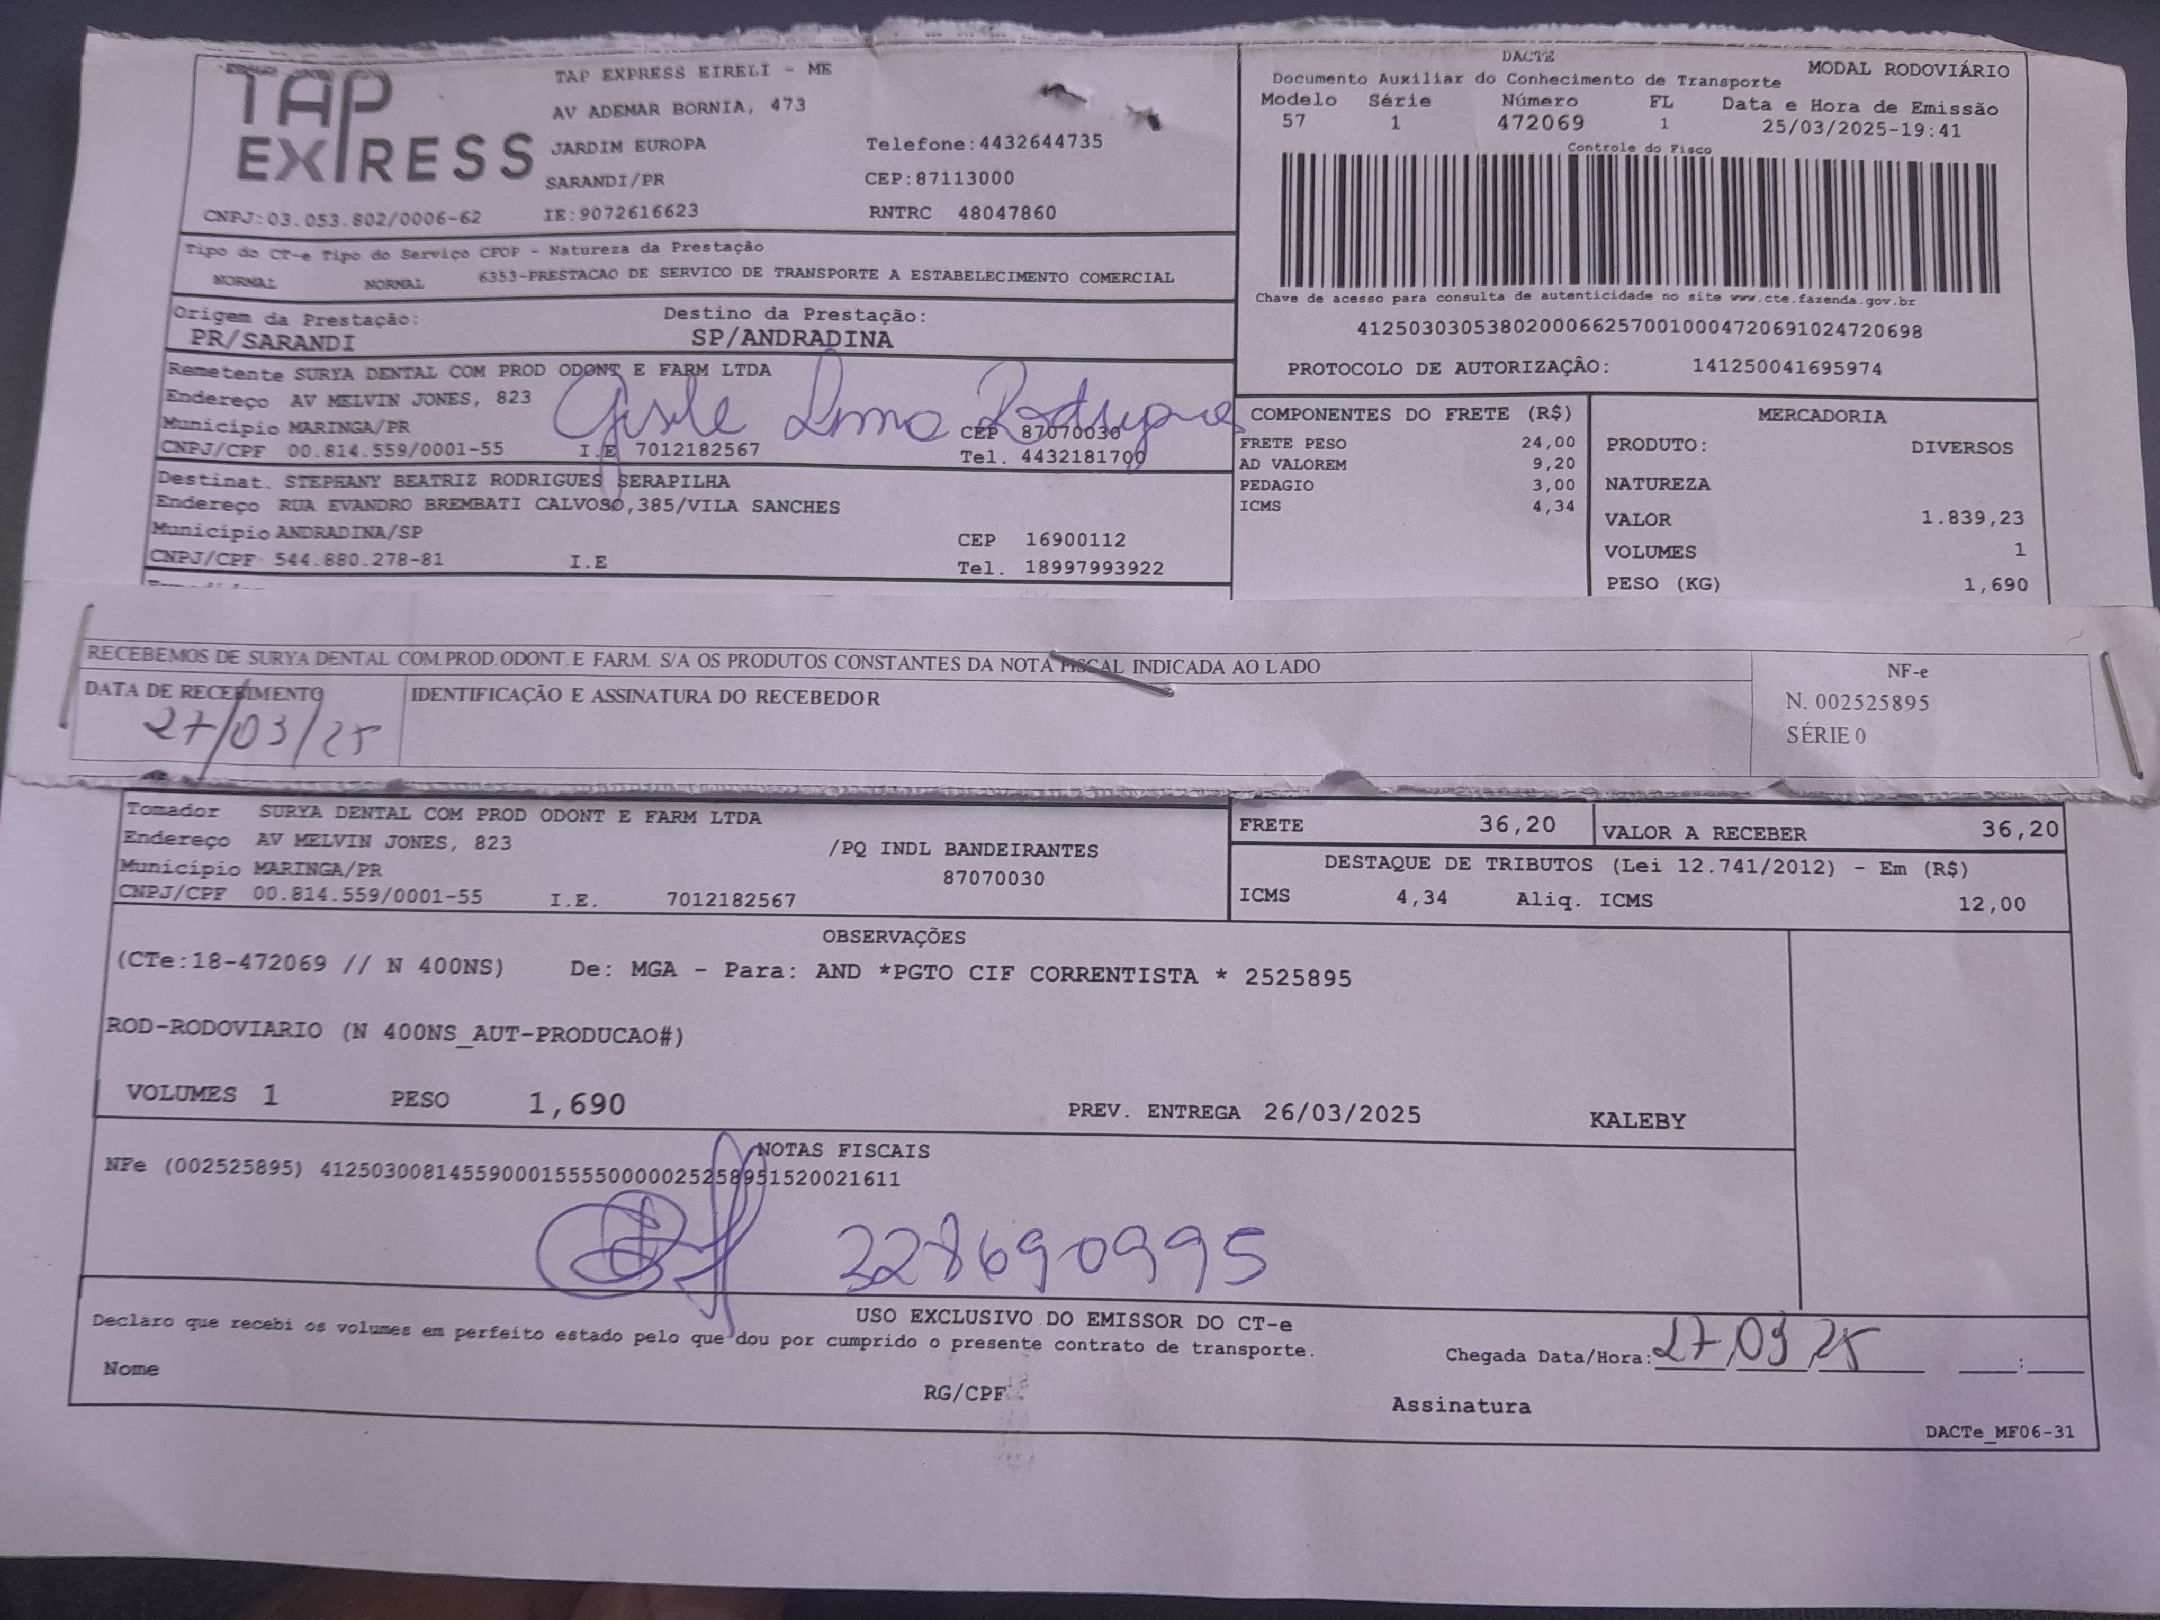 TAP EXPRESS
TAP EXPRESS EIRELI - ME
AV ADEMAR BORNIA, 473
JARDIM EUROPA
Telefone:4432644735
SARANDI/PR
CEP:87113000
CNPJ:03.053.802/0006-62 IE:9072616623 RNTRC 48047860
DACTE
Documento Auxiliar do Conhecimento de Transporte MODAL RODOVIÁRIO
Modelo Série Número FL Data e Hora de Emissão
57 1 472069 1 25/03/2025-19:41
Controle do Fisco
Chave de acesso para consulta de autenticidade no site www.cte.fazenda.gov.br
41250303053802000662570010004720691024720698
PROTOCOLO DE AUTORIZAÇÂO: 141250041695974
Tipo do CT-e Tipo do Serviço CFOP - Natureza da Prestação
NORMAL NORMAL 6353-PRESTACAO DE SERVICO DE TRANSPORTE A ESTABELECIMENTO COMERCIAL
Origem da Prestação: Destino da Prestação:
PR/SARANDI SP/ANDRADINA
Remetente SURYA DENTAL COM PROD ODONT E FARM LTDA
Endereço AV MELVIN JONES, 823
Gisele Lima Rodrigues
Município MARINGA/PR CEP 87070030
CNPJ/CPF 00.814.559/0001-55 I.E 7012182567 Tel. 4432181700
Destinat. STEPHANY BEATRIZ RODRIGUES SERAPILHA
Endereço RUA EVANDRO BREMBATI CALVOSO,385/VILA SANCHES
Município ANDRADINA/SP CEP 16900112
CNPJ/CPF 544.880.278-81 I.E Tel. 18997993922
COMPONENTES DO FRETE (R$)
FRETE PESO 24,00
AD VALOREM 9,20
PEDAGIO 3,00
ICMS 4,34
MERCADORIA
PRODUTO: DIVERSOS
NATUREZA
VALOR 1.839,23
VOLUMES 1
PESO (KG) 1,690
RECEBEMOS DE SURYA DENTAL COM.PROD.ODONT.E FARM. S/A OS PRODUTOS CONSTANTES DA NOTA FISCAL INDICADA AO LADO
DATA DE RECEBIMENTO IDENTIFICAÇÃO E ASSINATURA DO RECEBEDOR
27/03/25
NF-e
N. 002525895
SÉRIE 0
Tomador SURYA DENTAL COM PROD ODONT E FARM LTDA
Endereço AV MELVIN JONES, 823 /PQ INDL BANDEIRANTES
Município MARINGA/PR 87070030
CNPJ/CPF 00.814.559/0001-55 I.E. 7012182567
FRETE 36,20 VALOR A RECEBER 36,20
DESTAQUE DE TRIBUTOS (Lei 12.741/2012) - Em (R$)
ICMS 4,34 Aliq. ICMS 12,00
OBSERVAÇÕES
(CTe:18-472069 // N 400NS) De: MGA - Para: AND *PGTO CIF CORRENTISTA * 2525895
ROD-RODOVIARIO (N 400NS_AUT-PRODUCAO#)
VOLUMES 1 PESO 1,690 PREV. ENTREGA 26/03/2025 KALEBY
NOTAS FISCAIS
NFe (002525895) 41250300814559000155550000025258951520021611
328690995
USO EXCLUSIVO DO EMISSOR DO CT-e
Declaro que recebi os volumes em perfeito estado pelo que dou por cumprido o presente contrato de transporte.
Chegada Data/Hora: 27/03/25 :
Nome RG/CPF Assinatura
DACTe_MF06-31